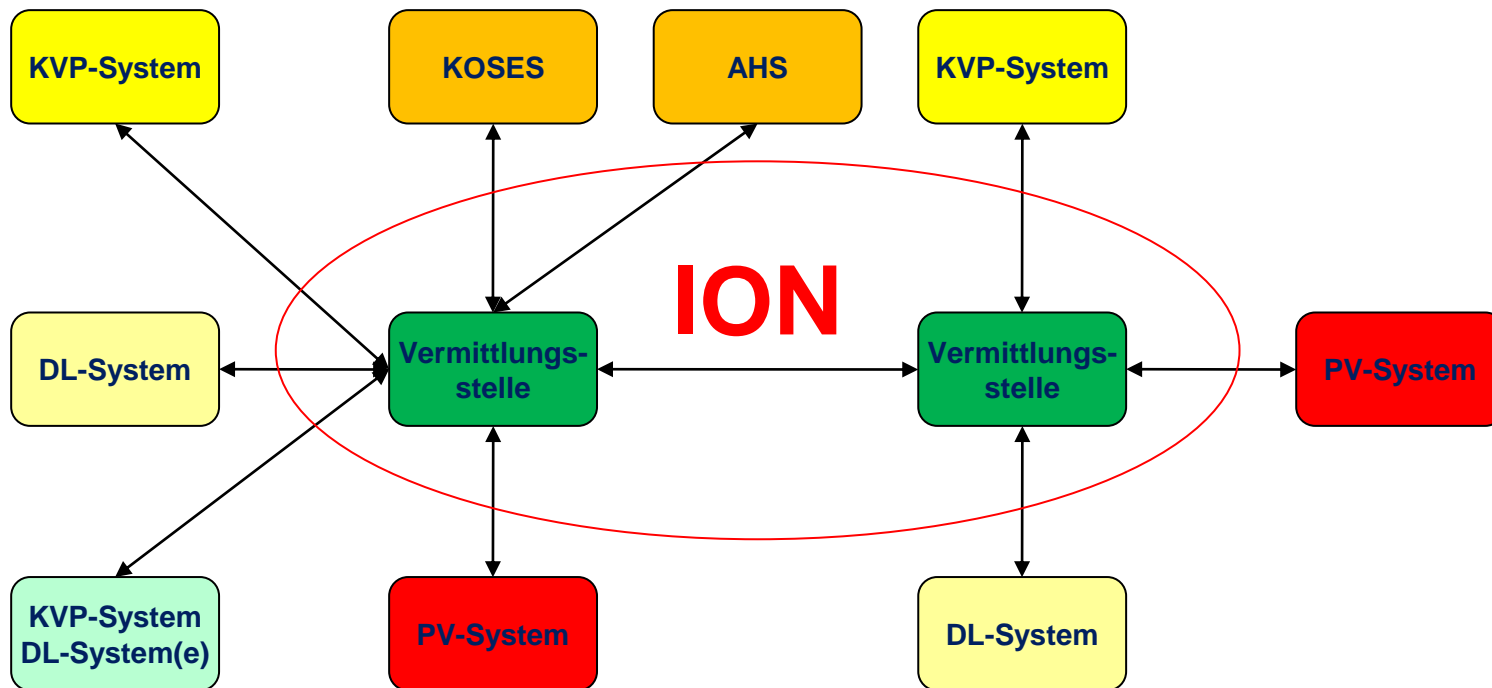 KVP-System
KOSES
AHS
KVP-System
ION
DL-System
Vermittlungs-
stelle
Vermittlungs-
stelle
PV-System
KVP-System
DL-System(e)
PV-System
DL-System